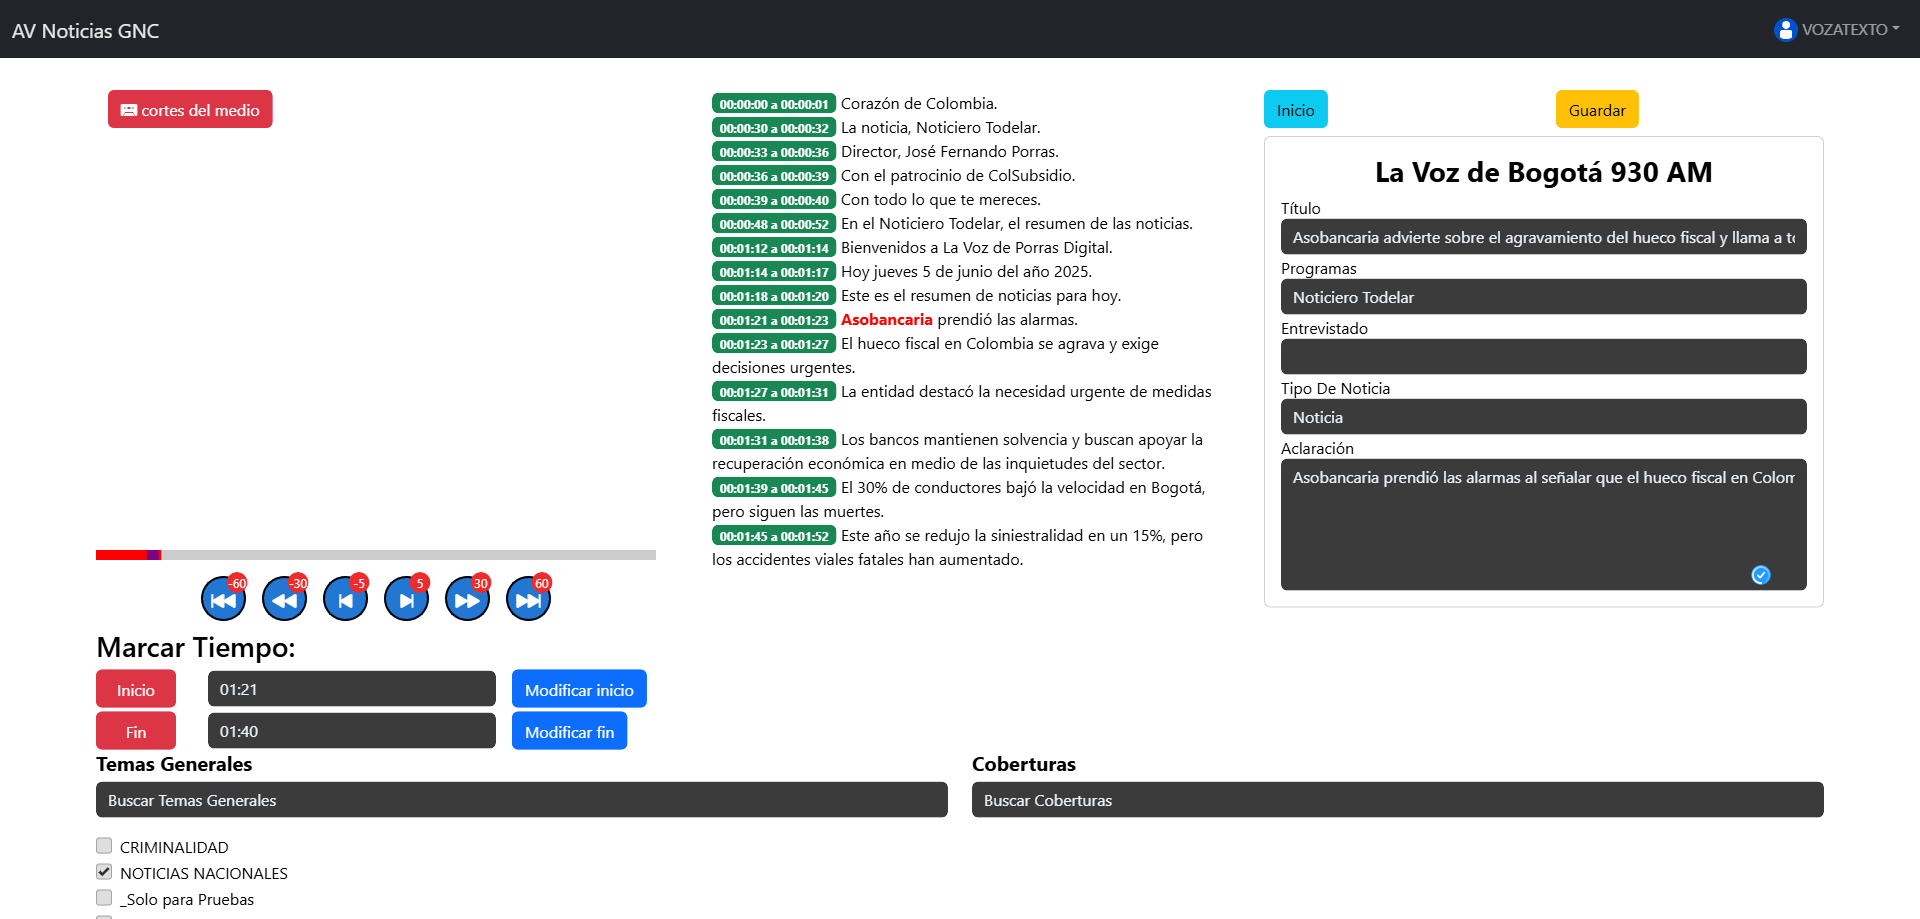 AV Noticias GNC
VOZATEXTO
cortes del medio
-60
-30
-5
5
30
60
Marcar Tiempo:
Inicio
01:21
Modificar inicio
Fin
01:40
Modificar fin
00:00:00 a 00:00:01 Corazón de Colombia.
00:00:30 a 00:00:32 La noticia, Noticiero Todelar.
00:00:33 a 00:00:36 Director, José Fernando Porras.
00:00:36 a 00:00:39 Con el patrocinio de ColSubsidio.
00:00:39 a 00:00:40 Con todo lo que te mereces.
00:00:48 a 00:00:52 En el Noticiero Todelar, el resumen de las noticias.
00:01:12 a 00:01:14 Bienvenidos a La Voz de Porras Digital.
00:01:14 a 00:01:17 Hoy jueves 5 de junio del año 2025.
00:01:18 a 00:01:20 Este es el resumen de noticias para hoy.
00:01:21 a 00:01:23 Asobancaria prendió las alarmas.
00:01:23 a 00:01:27 El hueco fiscal en Colombia se agrava y exige
decisiones urgentes.
00:01:27 a 00:01:31 La entidad destacó la necesidad urgente de medidas
fiscales.
00:01:31 a 00:01:38 Los bancos mantienen solvencia y buscan apoyar la
recuperación económica en medio de las inquietudes del sector.
00:01:39 a 00:01:45 El 30% de conductores bajó la velocidad en Bogotá,
pero siguen las muertes.
00:01:45 a 00:01:52 Este año se redujo la siniestralidad en un 15%, pero
los accidentes viales fatales han aumentado.
Inicio
Guardar
La Voz de Bogotá 930 AM
Título
Asobancaria advierte sobre el agravamiento del hueco fiscal y llama a
Programas
Noticiero Todelar
Entrevistado
Tipo De Noticia
Noticia
Aclaración
Asobancaria prendió las alarmas al señalar que el hueco fiscal en Colom
Temas Generales
Buscar Temas Generales
CRIMINALIDAD
NOTICIAS NACIONALES
_Solo para Pruebas
Coberturas
Buscar Coberturas